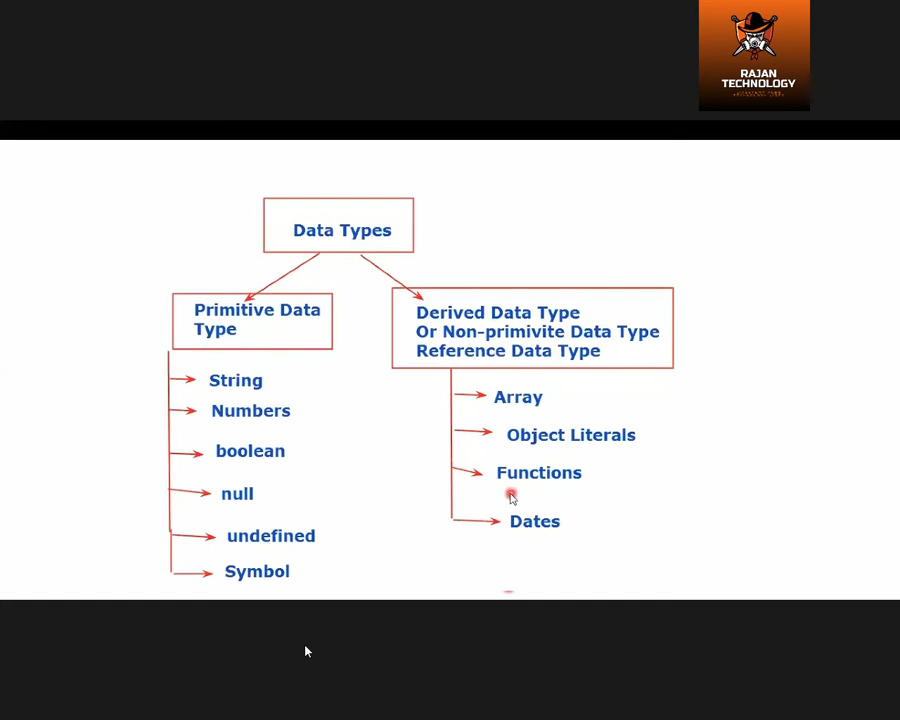 RAJAN
TECHNOLOGY
Data Types
Primitive Data
Type
Derived Data Type
Or Non-primivite Data Type
Reference Data Type
String
Numbers
boolean
null
undefined
Symbol
Array
Object Literals
Functions
Dates